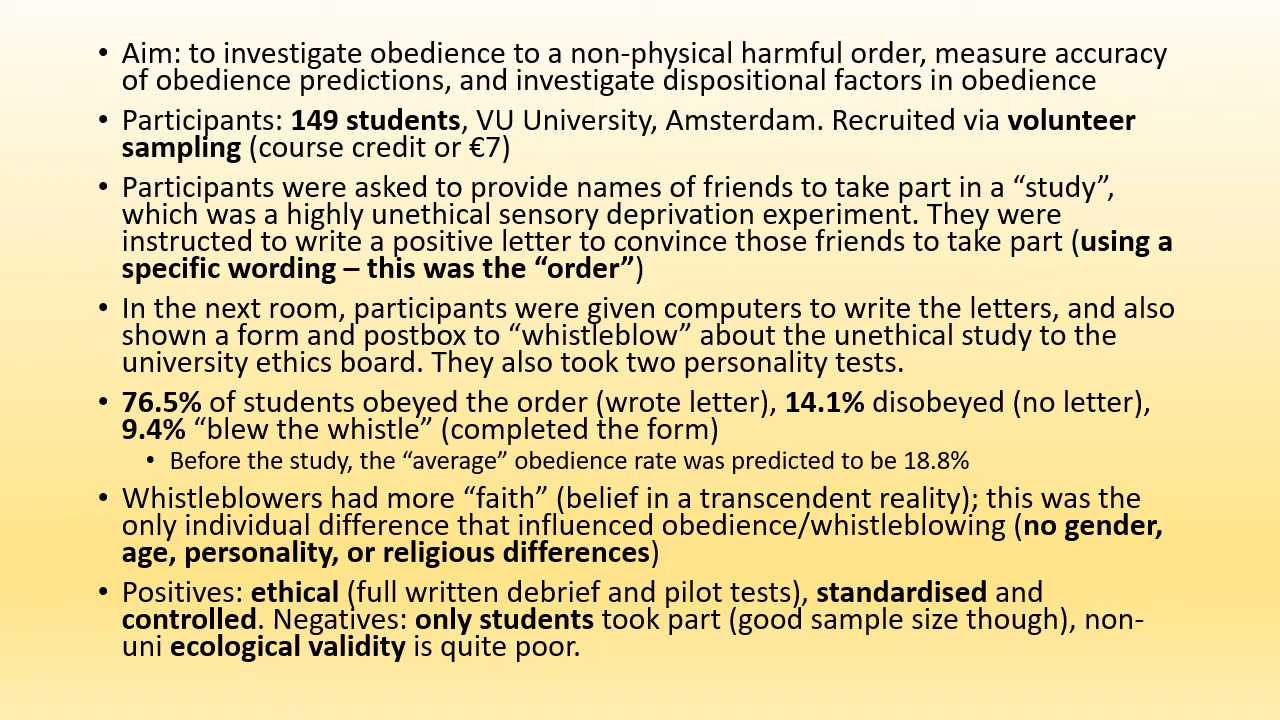 • Aim: to investigate obedience to a non-physical harmful order, measure accuracy
of obedience predictions, and investigate dispositional factors in obedience
• Participants: 149 students, VU University, Amsterdam. Recruited via volunteer
sampling (course credit or €7)
• Participants were asked to provide names of friends to take part in a “study”,
which was a highly unethical sensory deprivation experiment. They were
instructed to write a positive letter to convince those friends to take part (using a
specific wording – this was the “order”)
• In the next room, participants were given computers to write the letters, and also
shown a form and postbox to “whistleblow” about the unethical study to the
university ethics board. They also took two personality tests.
• 76.5% of students obeyed the order (wrote letter), 14.1% disobeyed (no letter),
9.4% “blew the whistle” (completed the form)
• Before the study, the “average” obedience rate was predicted to be 18.8%
• Whistleblowers had more “faith” (belief in a transcendent reality); this was the
only individual difference that influenced obedience/whistleblowing (no gender,
age, personality, or religious differences)
• Positives: ethical (full written debrief and pilot tests), standardised and
controlled. Negatives: only students took part (good sample size though), non-
uni ecological validity is quite poor.